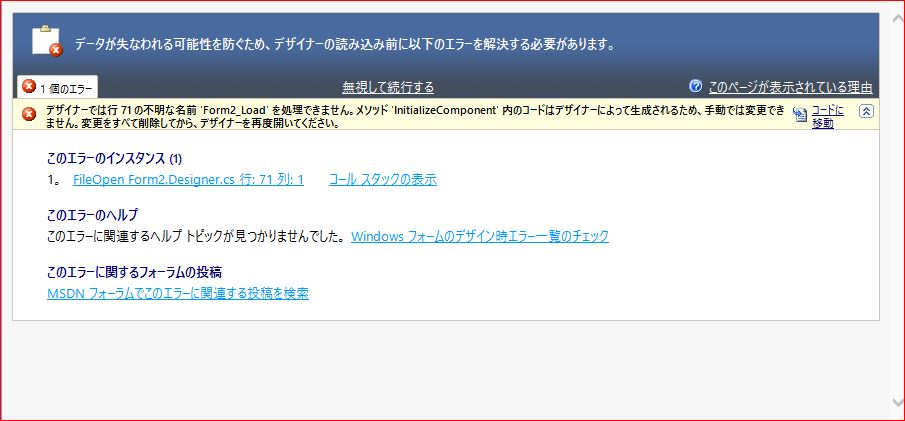 データが失なわれる可能性を防ぐため、デザイナーの読み込み前に以下のエラーを解決する必要があります。
1 個のエラー 無視して続行する このページが表示されている理由
デザイナーでは行 71 の不明な名前 'Form2_Load' を処理できません。メソッド 'InitializeComponent' 内のコードはデザイナーによって生成されるため、手動では変更でき
ません。変更をすべて削除してから、デザイナーを再度開いてください。
コードに
移動
このエラーのインスタンス (1)
1。 FileOpen Form2.Designer.cs 行: 71 列: 1 コール スタックの表示
このエラーのヘルプ
このエラーに関連するヘルプ トピックが見つかりませんでした。 Windows フォームのデザイン時エラー一覧のチェック
このエラーに関するフォーラムの投稿
MSDN フォーラムでこのエラーに関連する投稿を検索